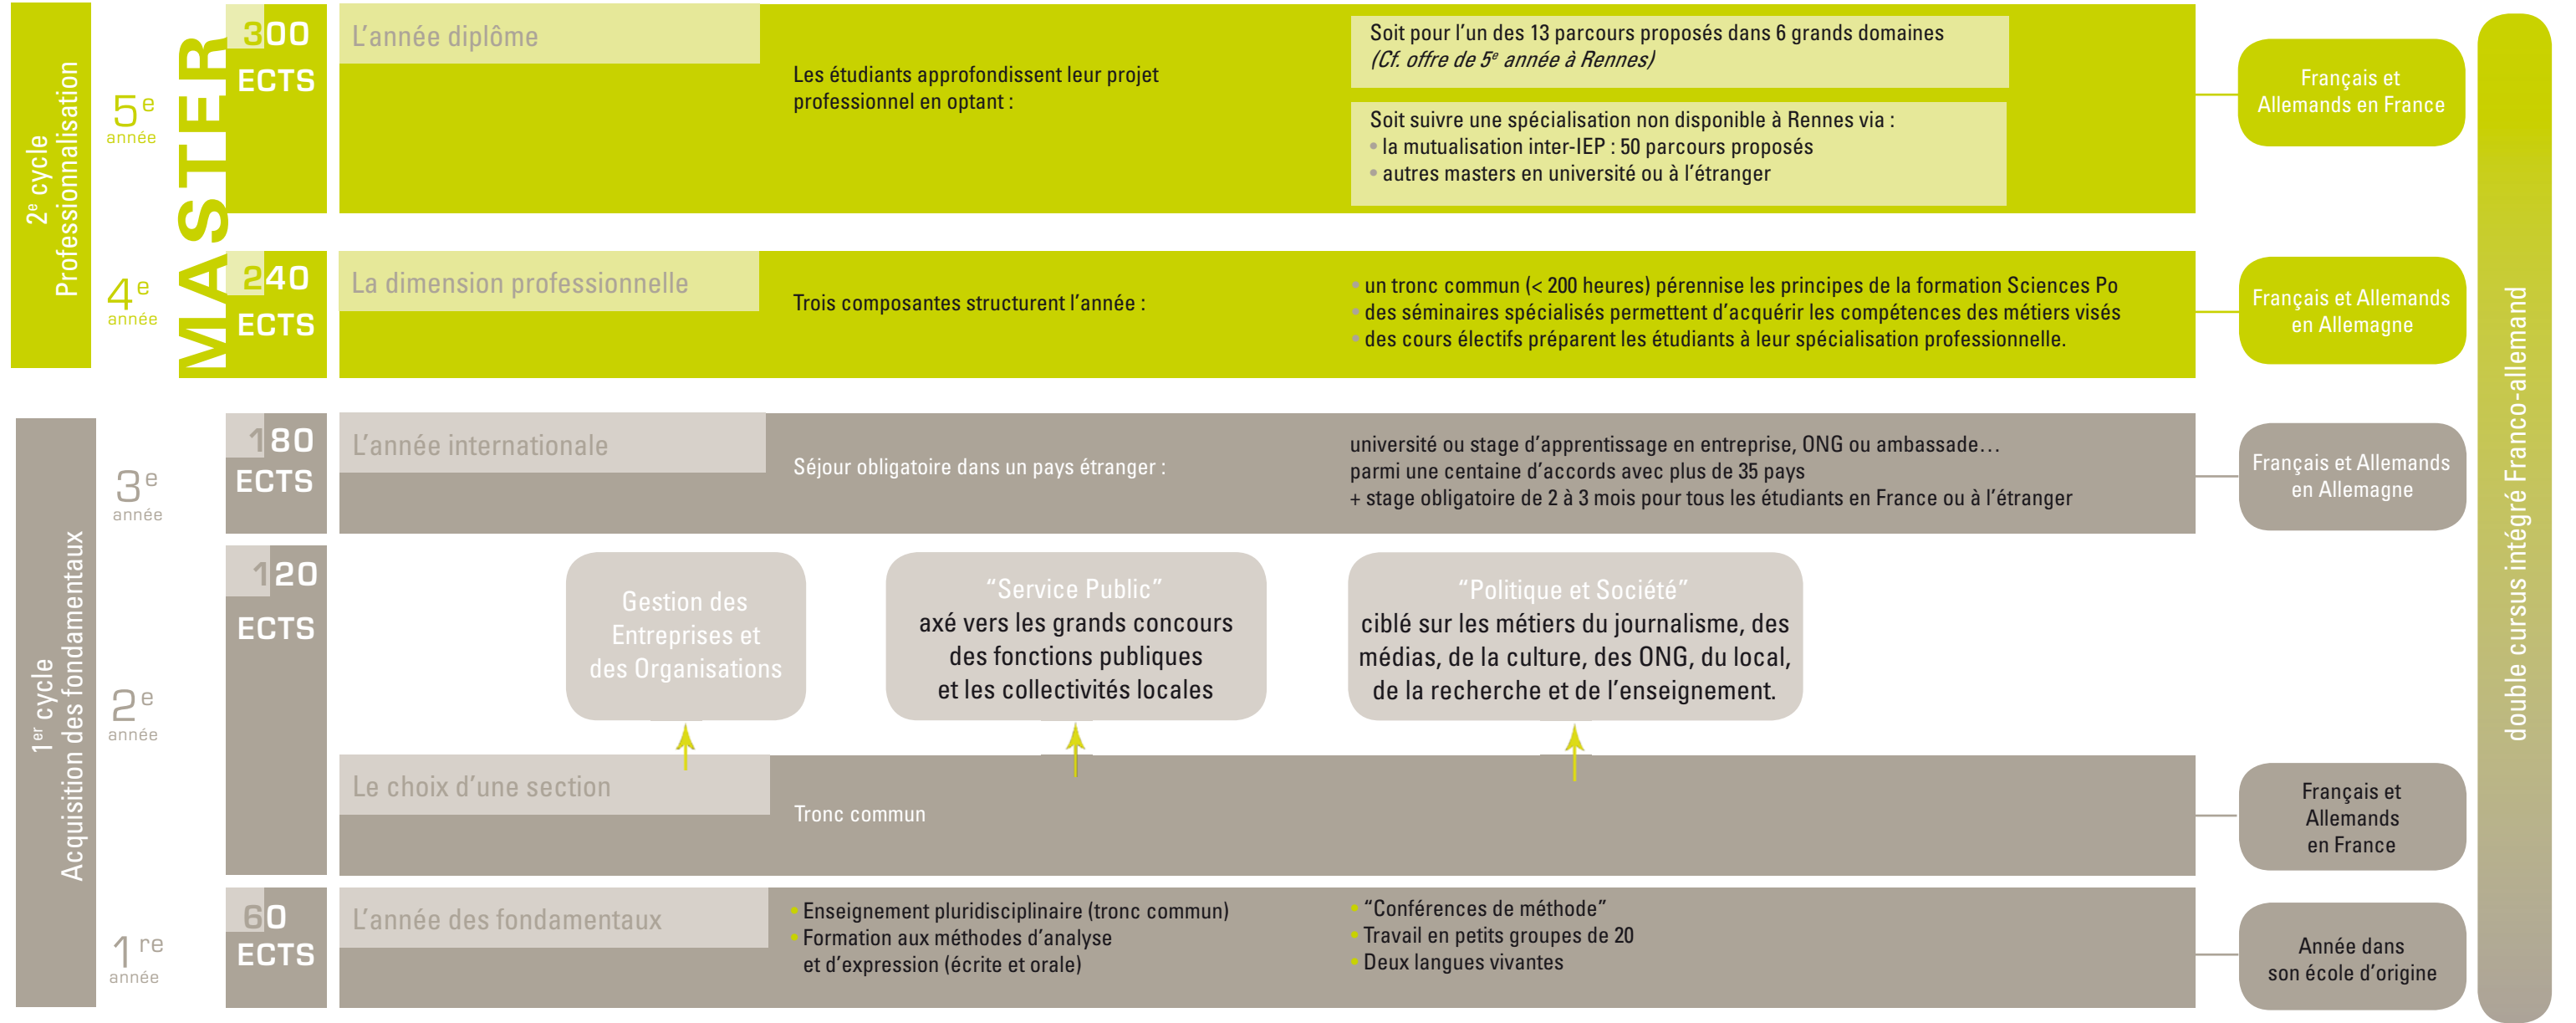 2e cycle
Professionnalisation
MASTER
5e
année
300
ECTS
L’année diplôme
Les étudiants approfondissent leur projet
professionnel en optant :
Soit pour l’un des 13 parcours proposés dans 6 grands domaines
(Cf. offre de 5e année à Rennes)
Soit suivre une spécialisation non disponible à Rennes via :
• la mutualisation inter-IEP : 50 parcours proposés
• autres masters en université ou à l’étranger
Français et
Allemands en France
4e
année
240
ECTS
La dimension professionnelle
Trois composantes structurent l’année :
• un tronc commun (< 200 heures) pérennise les principes de la formation Sciences Po
• des séminaires spécialisés permettent d’acquérir les compétences des métiers visés
• des cours électifs préparent les étudiants à leur spécialisation professionnelle.
Français et Allemands
en Allemagne
1er cycle
Acquisition des fondamentaux
3e
année
180
ECTS
L’année internationale
Séjour obligatoire dans un pays étranger :
université ou stage d’apprentissage en entreprise, ONG ou ambassade…
parmi une centaine d’accords avec plus de 35 pays
+ stage obligatoire de 2 à 3 mois pour tous les étudiants en France ou à l’étranger
Français et Allemands
en Allemagne
2e
année
120
ECTS
Gestion des
Entreprises et
des Organisations
“Service Public”
axé vers les grands concours
des fonctions publiques
et les collectivités locales
“Politique et Société”
ciblé sur les métiers du journalisme, des
médias, de la culture, des ONG, du local,
de la recherche et de l’enseignement.
Le choix d’une section
Tronc commun
Français et
Allemands
en France
1re
année
60
ECTS
L’année des fondamentaux
• Enseignement pluridisciplinaire (tronc commun)
• Formation aux méthodes d’analyse
et d’expression (écrite et orale)
• “Conférences de méthode”
• Travail en petits groupes de 20
• Deux langues vivantes
Année dans
son école d’origine
double cursus intégré Franco-allemand